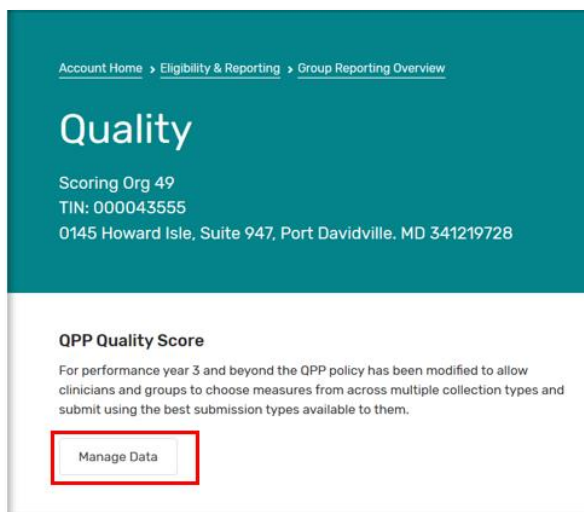 Account Home > Eligibility & Reporting > Group Reporting Overview
Quality
Scoring Org 49
TIN: 000043555
0145 Howard Isle, Suite 947, Port Davidville. MD 341219728
QPP Quality Score
For performance year 3 and beyond the QPP policy has been modified to allow
clinicians and groups to choose measures from across multiple collection types and
submit using the best submission types available to them.
Manage Data